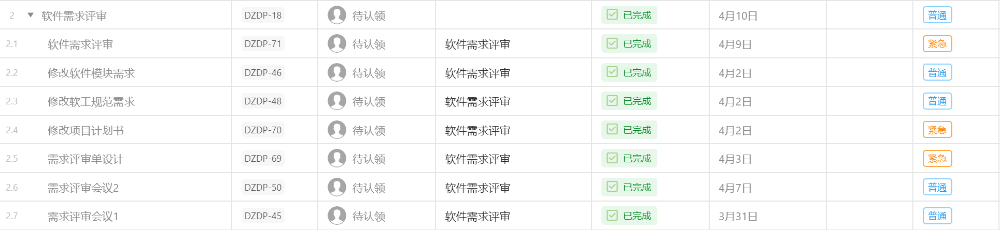 2 软件需求评审 DZDP-18 待认领 已完成 4月10日 普通
2.1 软件需求评审 DZDP-71 待认领 软件需求评审 已完成 4月9日 紧急
2.2 修改软件模块需求 DZDP-46 待认领 软件需求评审 已完成 4月2日 普通
2.3 修改软工规范需求 DZDP-48 待认领 软件需求评审 已完成 4月2日 普通
2.4 修改项目计划书 DZDP-70 待认领 软件需求评审 已完成 4月2日 紧急
2.5 需求评审单设计 DZDP-69 待认领 软件需求评审 已完成 4月3日 紧急
2.6 需求评审会议2 DZDP-50 待认领 软件需求评审 已完成 4月7日 普通
2.7 需求评审会议1 DZDP-45 待认领 软件需求评审 已完成 3月31日 普通